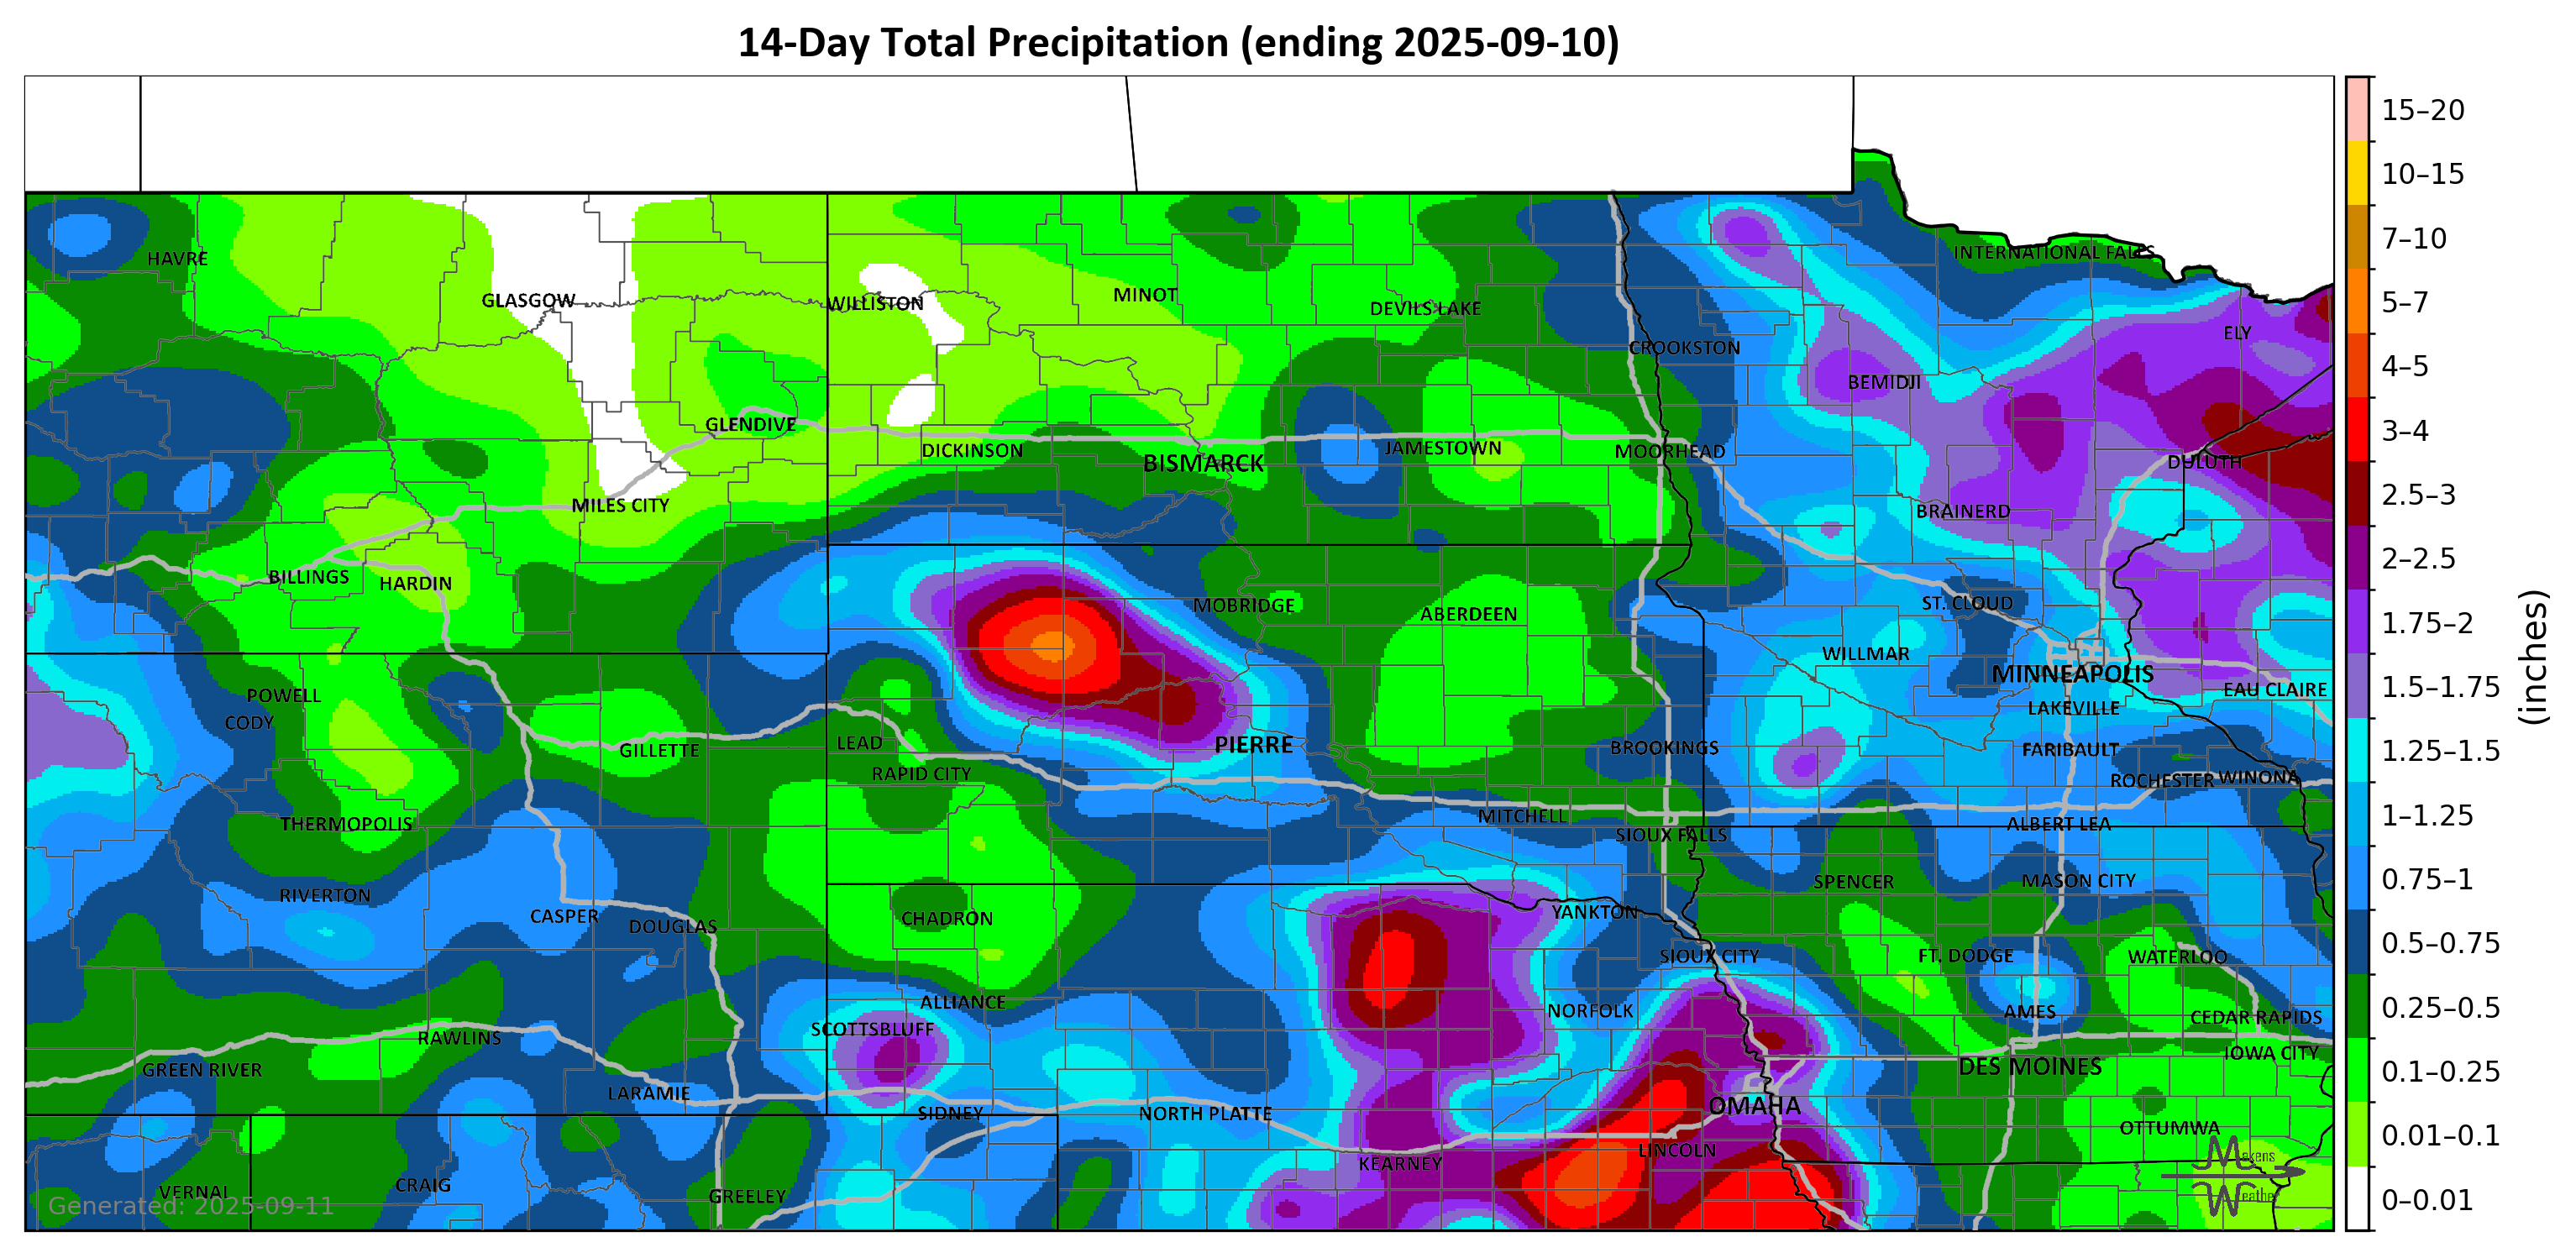 14-Day Total Precipitation (ending 2025-09-10)
15–20
10–15
7–10
5–7
4–5
3–4
2.5–3
2–2.5
1.75–2
1.5–1.75
1.25–1.5
1–1.25
0.75–1
0.5–0.75
0.25–0.5
0.1–0.25
0.01–0.1
0–0.01
(inches)
HAVRE
INTERNATIONAL FALLS
GLASGOW
WILLISTON
MINOT
DEVILS LAKE
ELY
CROOKSTON
BEMIDJI
GLENDIVE
DICKINSON
BISMARCK
JAMESTOWN
MOORHEAD
DULUTH
MILES CITY
BRAINERD
BILLINGS
HARDIN
MOBRIDGE
ABERDEEN
ST. CLOUD
WILLMAR
MINNEAPOLIS
EAU CLAIRE
POWELL
CODY
LAKEVILLE
GILLETTE
LEAD
PIERRE
BROOKINGS
FARIBAULT
RAPID CITY
ROCHESTER
WINONA
THERMOPOLIS
MITCHELL
SIOUX FALLS
ALBERT LEA
RIVERTON
CASPER
DOUGLAS
CHADRON
YANKTON
SPENCER
MASON CITY
SIOUX CITY
FT. DODGE
WATERLOO
ALLIANCE
NORFOLK
AMES
CEDAR RAPIDS
SCOTTSBLUFF
RAWLINS
GREEN RIVER
DES MOINES
IOWA CITY
LARAMIE
SIDNEY
NORTH PLATTE
OMAHA
OTTUMWA
KEARNEY
LINCOLN
VERNAL
CRAIG
GREELEY
Makens
Weather
Generated: 2025-09-11